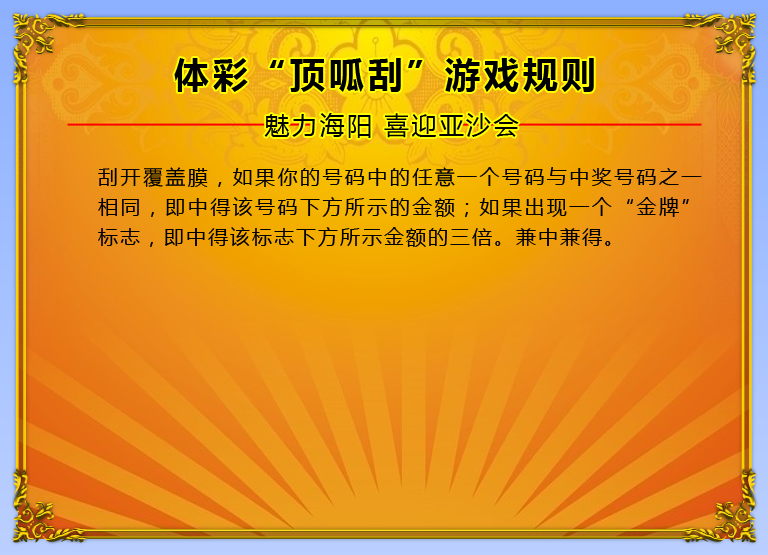 体彩“顶呱刮”游戏规则
魅力海阳 喜迎亚沙会
刮开覆盖膜，如果你的号码中的任意一个号码与中奖号码之一
相同，即中得该号码下方所示的金额；如果出现一个“金牌”
标志，即中得该标志下方所示金额的三倍。兼中兼得。